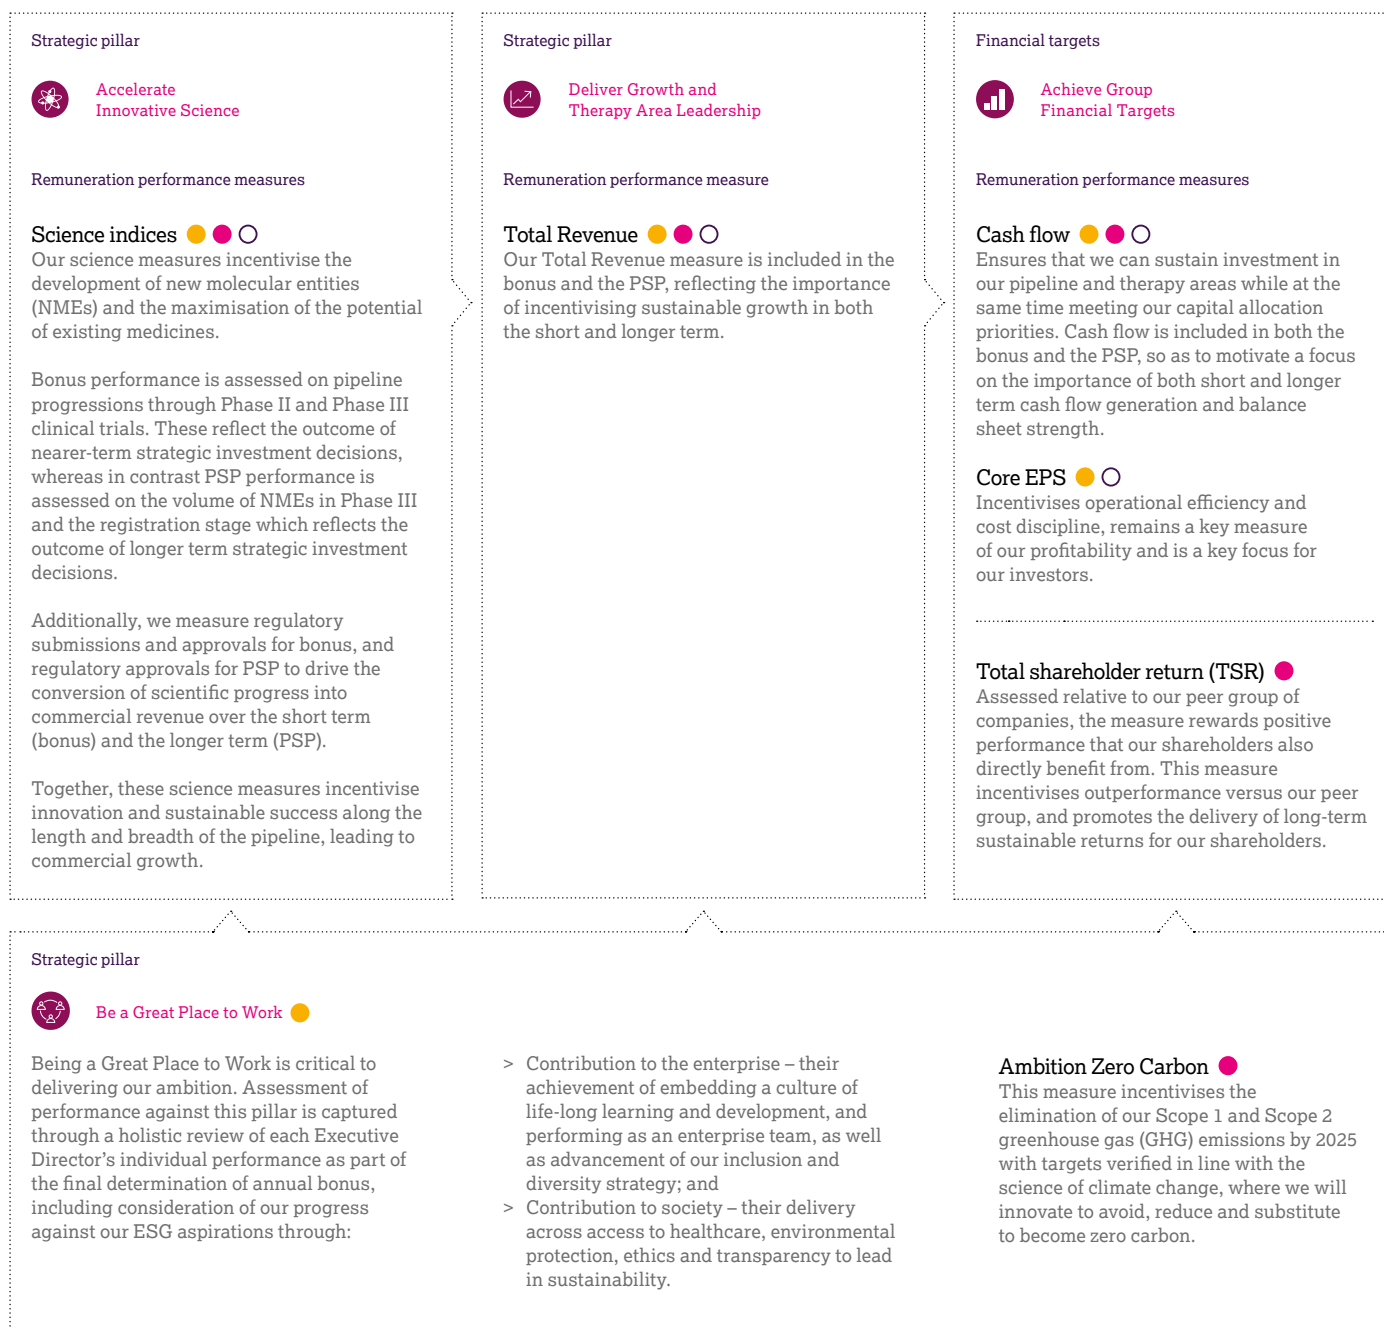 Strategic pillar
Accelerate
Innovative Science
Remuneration performance measures
Science indices
Our science measures incentivise the
development of new molecular entities
(NMEs) and the maximisation of the potential
of existing medicines.
Bonus performance is assessed on pipeline
progressions through Phase II and Phase III
clinical trials. These reflect the outcome of
nearer-term strategic investment decisions,
whereas in contrast PSP performance is
assessed on the volume of NMEs in Phase III
and the registration stage which reflects the
outcome of longer term strategic investment
decisions.
Additionally, we measure regulatory
submissions and approvals for bonus, and
regulatory approvals for PSP to drive the
conversion of scientific progress into
commercial revenue over the short term
(bonus) and the longer term (PSP).
Together, these science measures incentivise
innovation and sustainable success along the
length and breadth of the pipeline, leading to
commercial growth.
Strategic pillar
Deliver Growth and
Therapy Area Leadership
Remuneration performance measure
Total Revenue
Our Total Revenue measure is included in the
bonus and the PSP, reflecting the importance
of incentivising sustainable growth in both
the short and longer term.
Financial targets
Achieve Group
Financial Targets
Remuneration performance measures
Cash flow
Ensures that we can sustain investment in
our pipeline and therapy areas while at the
same time meeting our capital allocation
priorities. Cash flow is included in both the
bonus and the PSP, so as to motivate a focus
on the importance of both short and longer
term cash flow generation and balance
sheet strength.
Core EPS
Incentivises operational efficiency and
cost discipline, remains a key measure
of our profitability and is a key focus for
our investors.
Total shareholder return (TSR)
Assessed relative to our peer group of
companies, the measure rewards positive
performance that our shareholders also
directly benefit from. This measure
incentivises outperformance versus our peer
group, and promotes the delivery of long-term
sustainable returns for our shareholders.
Strategic pillar
Be a Great Place to Work
Being a Great Place to Work is critical to
delivering our ambition. Assessment of
performance against this pillar is captured
through a holistic review of each Executive
Director’s individual performance as part of
the final determination of annual bonus,
including consideration of our progress
against our ESG aspirations through:
> Contribution to the enterprise – their
achievement of embedding a culture of
life-long learning and development, and
performing as an enterprise team, as well
as advancement of our inclusion and
diversity strategy; and
> Contribution to society – their delivery
across access to healthcare, environmental
protection, ethics and transparency to lead
in sustainability.
Ambition Zero Carbon
This measure incentivises the
elimination of our Scope 1 and Scope 2
greenhouse gas (GHG) emissions by 2025
with targets verified in line with the
science of climate change, where we will
innovate to avoid, reduce and substitute
to become zero carbon.